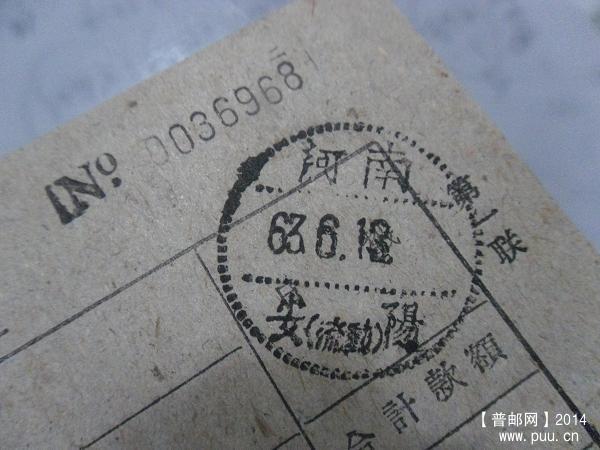 No 0036968
河南
63.6.18
安(流動)陽
第一联
合計款額
【普邮网】2014
www.puu.cn